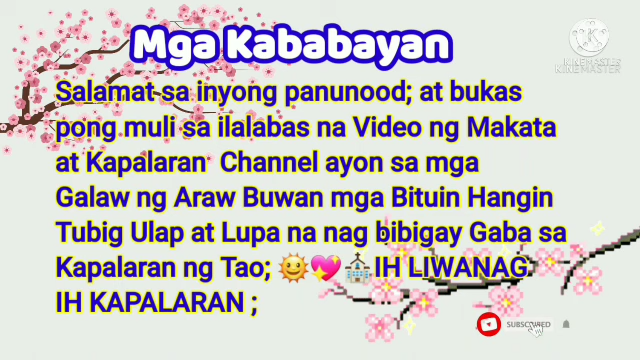 Mga Kababayan
Salamat sa inyong panunood; at bukas
pong muli sa ilalabas na Video ng Makata
at Kapalaran Channel ayon sa mga
Galaw ng Araw Buwan mga Bituin Hangin
Tubig Ulap at Lupa na nag bibigay Gaba sa
Kapalaran ng Tao; 🌞💖⛪IH LIWANAG
IH KAPALARAN ;
K
KINEMASTER
KINEMASTER
SUBSCRIBED